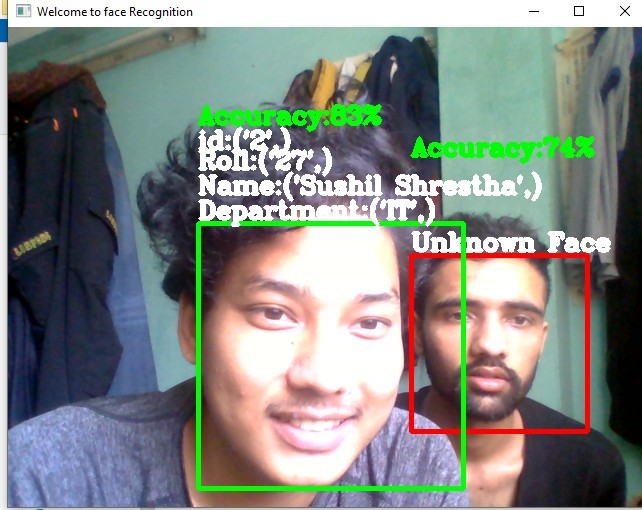 Welcome to face Recognition
Accuracy:83%
id:('2',)
Roll:('27',)
Name:('Sushil Shrestha',)
Department:('IT',)
Accuracy:74%
Unknown Face